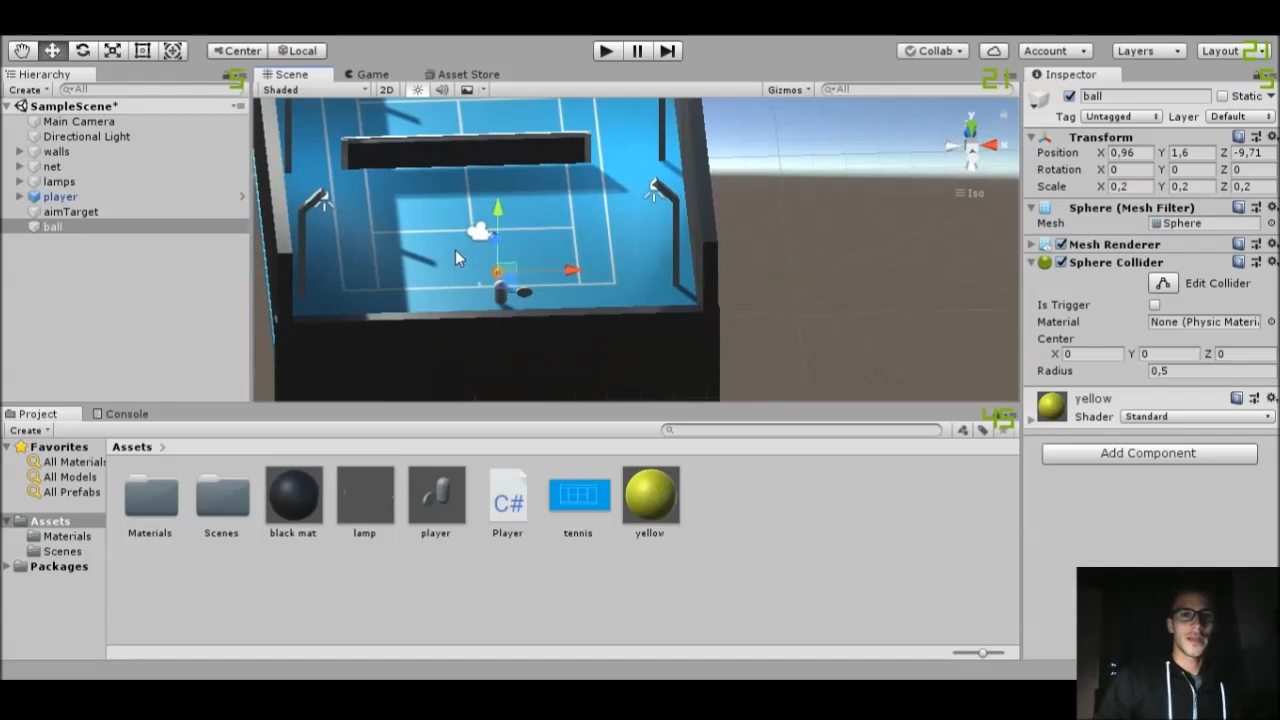 Center Local
Collab Account Layers Layout
21
Hierarchy 5
Create All
SampleScene*
Main Camera
Directional Light
walls
net
lamps
player
aimTarget
ball
Scene Game Asset Store
Shaded 2D Gizmos All
21
y
x
Iso
Inspector
5
ball Static
Tag Untagged Layer Default
Transform
Position X 0,96 Y 1,6 Z -9,71
Rotation X 0 Y 0 Z 0
Scale X 0,2 Y 0,2 Z 0,2
Sphere (Mesh Filter)
Mesh Sphere
Mesh Renderer
Sphere Collider
Edit Collider
Is Trigger
Material None (Physic Materi
Center
X 0 Y 0 Z 0
Radius 0,5
yellow
Shader Standard
Add Component
Project Console
Create
45
Favorites
All Materials
All Models
All Prefabs
Assets
Materials
Scenes
Packages
Assets
C#
Materials Scenes black mat lamp player Player tennis yellow